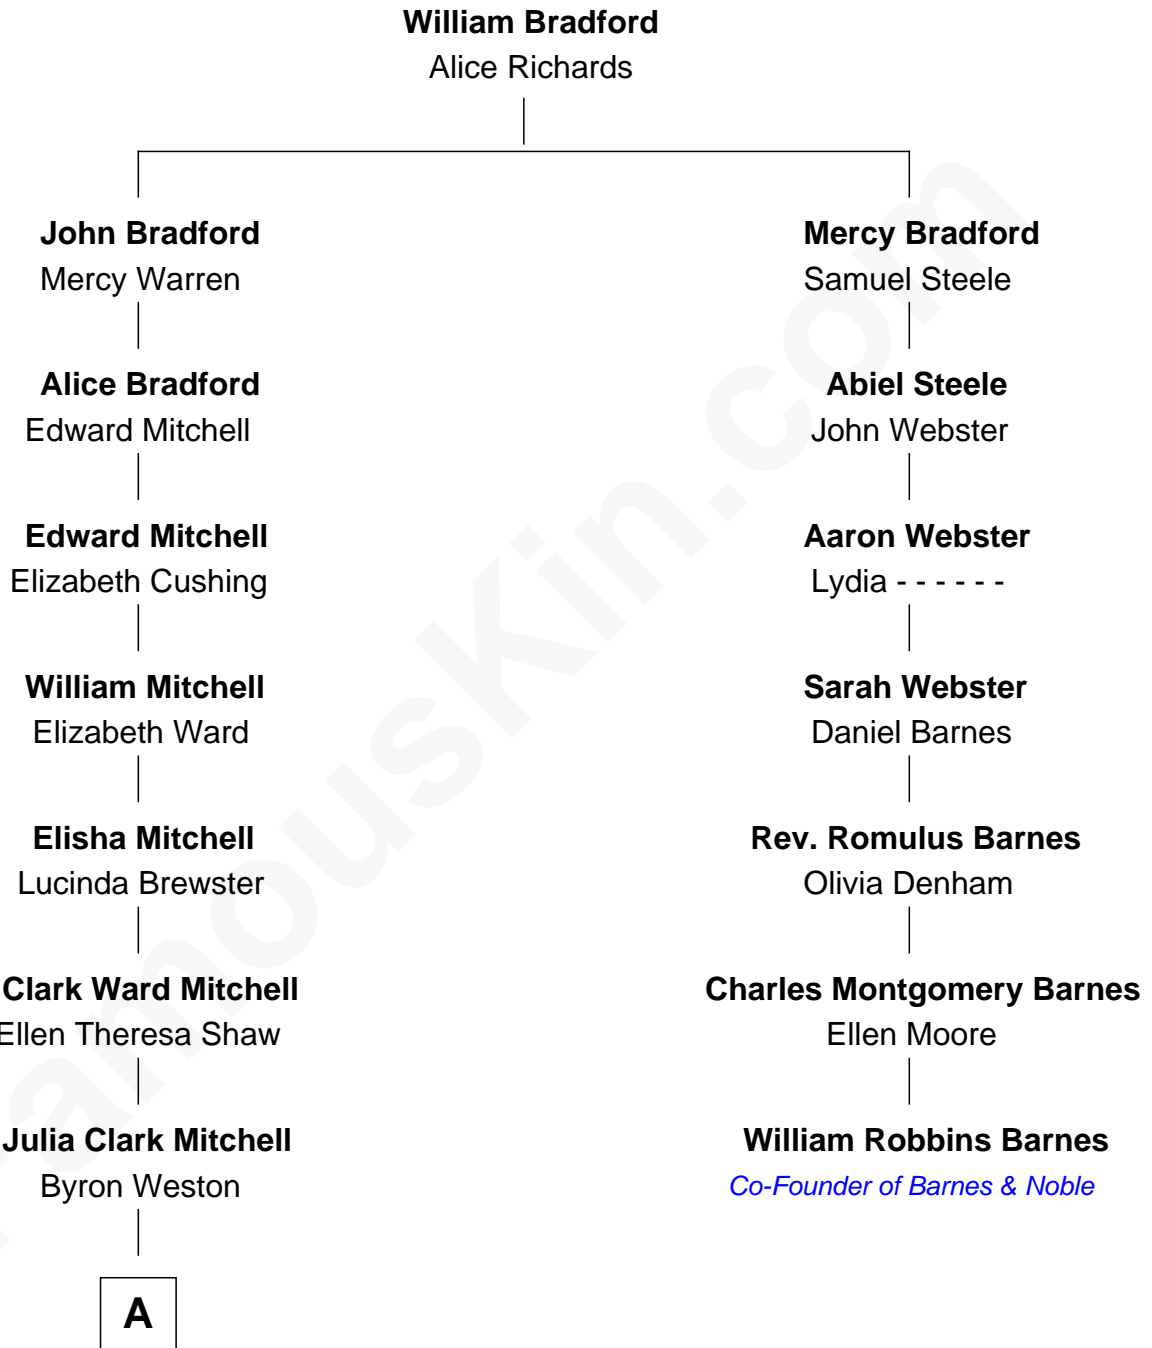 William Bradford
Alice Richards
John Bradford
Mercy Warren
Mercy Bradford
Samuel Steele
Alice Bradford
Edward Mitchell
Abiel Steele
John Webster
Edward Mitchell
Elizabeth Cushing
Aaron Webster
Lydia - - - - - -
William Mitchell
Elizabeth Ward
Sarah Webster
Daniel Barnes
Elisha Mitchell
Lucinda Brewster
Rev. Romulus Barnes
Olivia Denham
Clark Ward Mitchell
Ellen Theresa Shaw
Charles Montgomery Barnes
Ellen Moore
Julia Clark Mitchell
Byron Weston
William Robbins Barnes
Co-Founder of Barnes & Noble
A
FamousKin.com